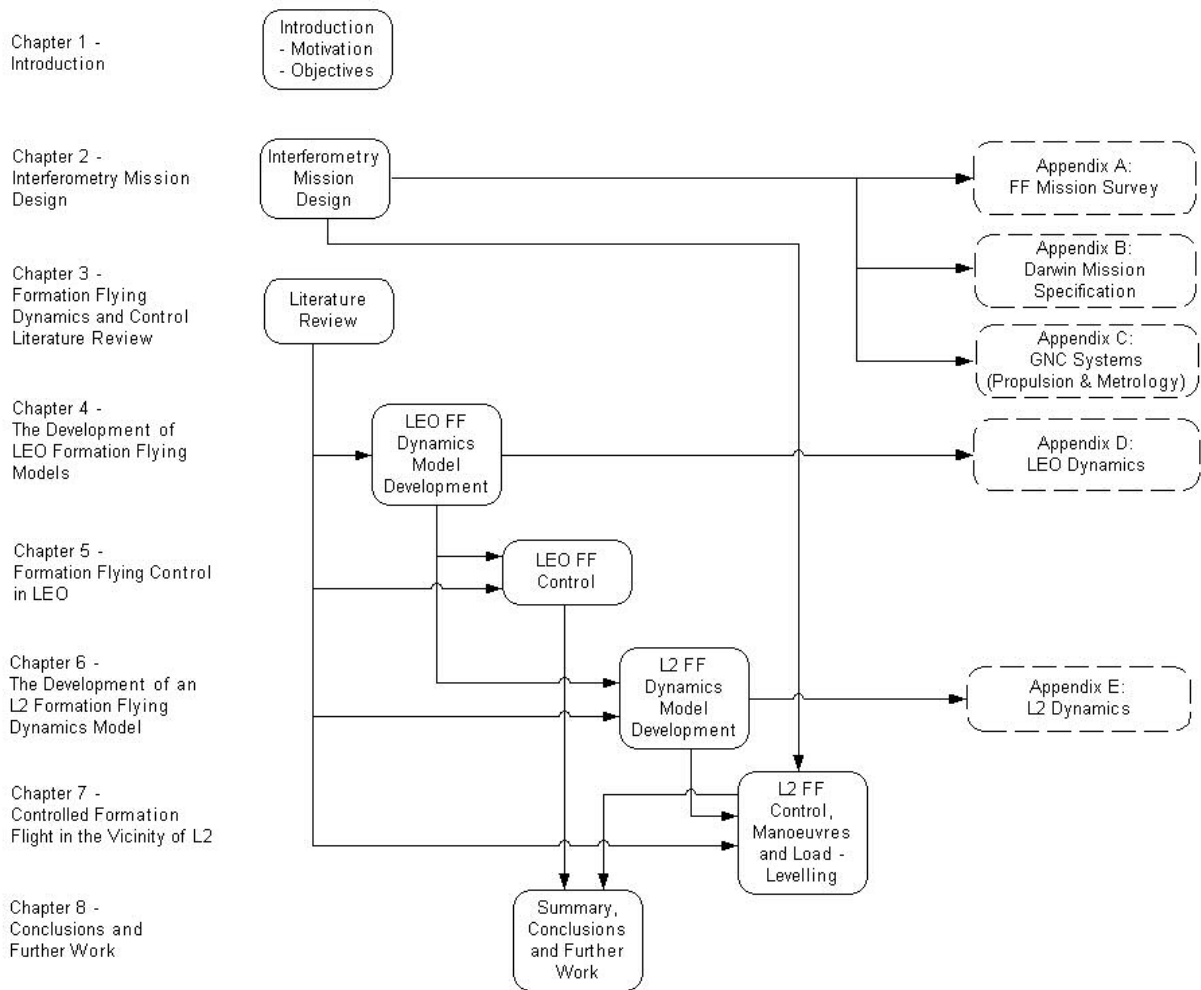 Chapter 1 -
Introduction
Introduction
- Motivation
- Objectives
Chapter 2 -
Interferometry Mission
Design
Interferometry
Mission
Design
Appendix A:
FF Mission Survey
Appendix B:
Darwin Mission
Specification
Chapter 3 -
Formation Flying
Dynamics and Control
Literature Review
Literature
Review
Appendix C:
GNC Systems
(Propulsion & Metrology)
Chapter 4 -
The Development of
LEO Formation Flying
Models
LEO FF
Dynamics
Model
Development
Appendix D:
LEO Dynamics
Chapter 5 -
Formation Flying Control
in LEO
LEO FF
Control
Chapter 6 -
The Development of an
L2 Formation Flying
Dynamics Model
L2 FF
Dynamics
Model
Development
Appendix E:
L2 Dynamics
Chapter 7 -
Controlled Formation
Flight in the Vicinity of L2
L2 FF
Control,
Manoeuvres
and Load -
Levelling
Chapter 8 -
Conclusions and
Further Work
Summary,
Conclusions
and Further
Work